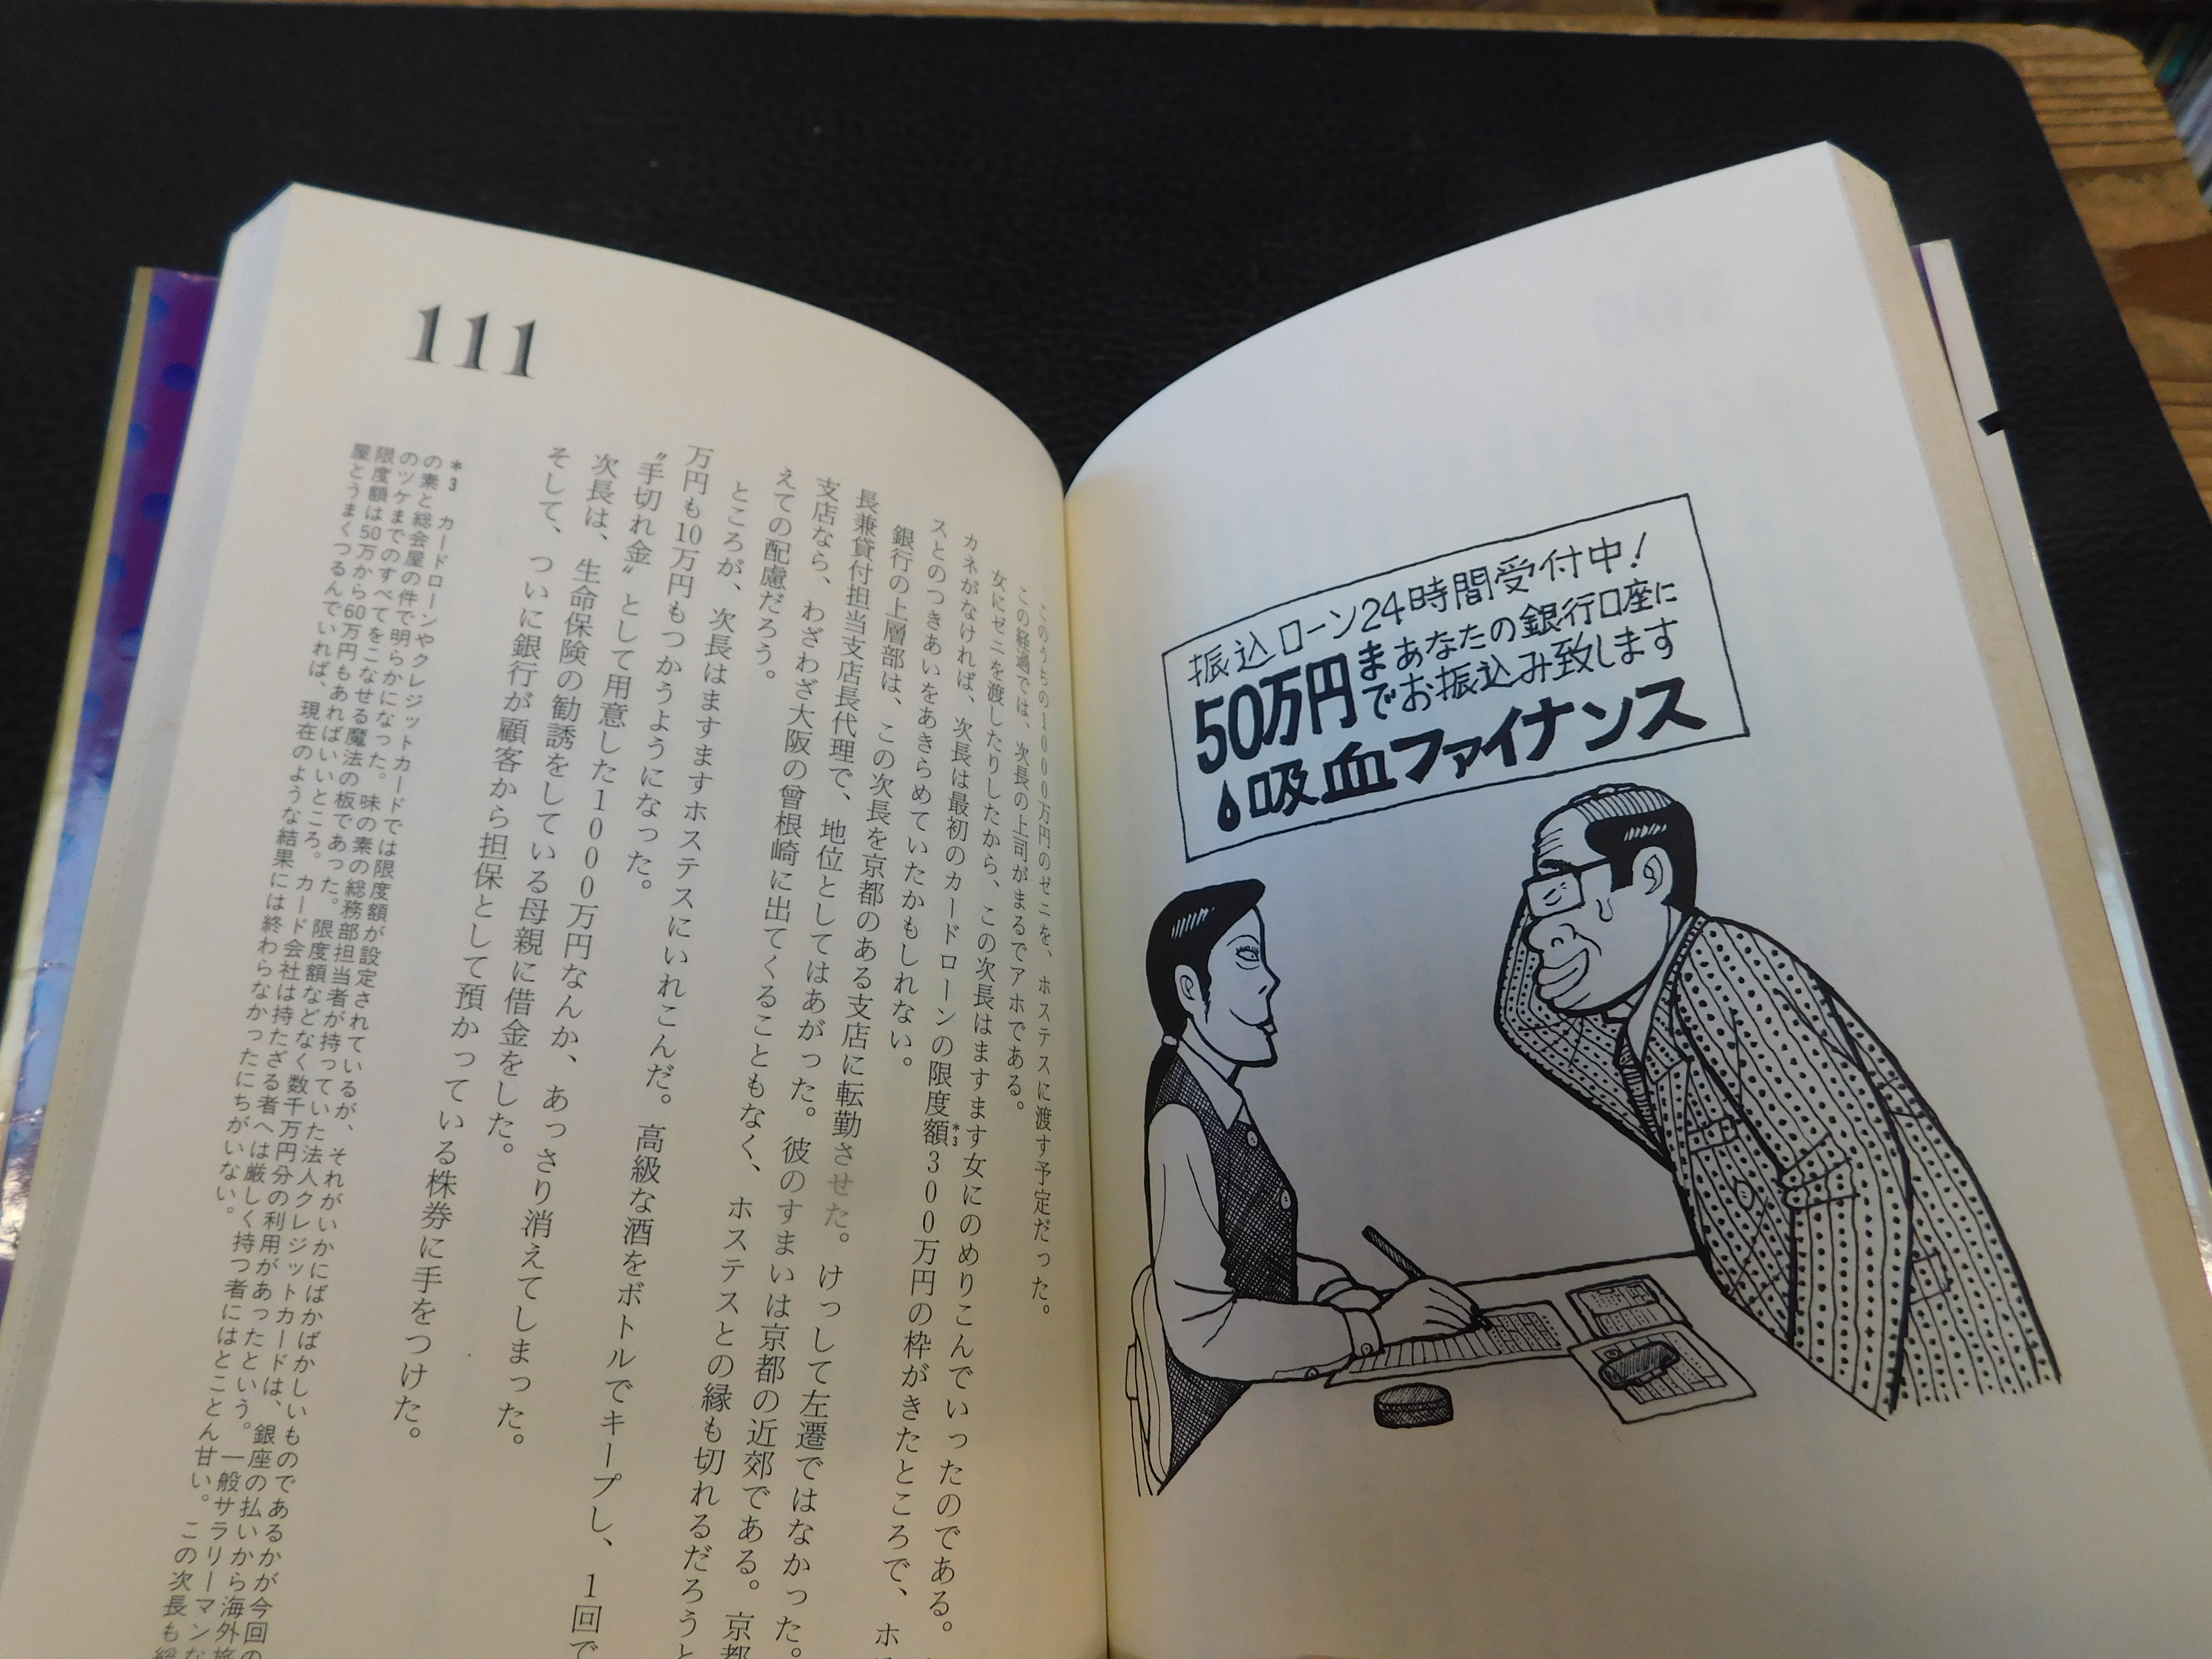 振込ローン24時間受付中!
50万円まで
あなたの銀行口座に
お振込み致します
吸血ファイナンス
このうちの1000万円のゼニを、ホステスに渡す予定だった。
この経過では、次長の上司がまるでアホである。
女にゼニを渡したりしたから、この次長はますます女にのめりこんでいったのである。
カネがなければ、次長は最初のカードローンの限度額*3300万円の枠がきたところで、ホ
スとのつきあいをあきらめていたかもしれない。
銀行の上層部は、この次長を京都のある支店に転勤させた。けっして左遷ではなかった。
長兼貸付担当支店長代理で、地位としてはあがった。彼のすまいは京都の近郊である。京都
支店なら、わざわざ大阪の曾根崎に出てくることもなく、ホステスとの縁も切れるだろうと
えての配慮だろう。
ところが、次長はますますホステスにいれこんだ。高級な酒をボトルでキープし、1回で
万円も10万円もつかうようになった。
〝手切れ金〟として用意した1000万円なんか、あっさり消えてしまった。
次長は、生命保険の勧誘をしている母親に借金をした。
そして、ついに銀行が顧客から担保として預かっている株券に手をつけた。
*3 カードローンやクレジットカードでは限度額が設定されているが、それがいかにばかばかしいものであるかが今回の
の素と総会屋の件で明らかになった。味の素の総務部担当者が持っていた法人クレジットカードは、銀座の払いから海外旅
のツケまでのすべてをこなせる魔法の板であった。限度額などなく数千万円分の利用があったという。一般サラリーマンな
限度額は50万から60万円もあればいいところ。カード会社は持たざる者へは厳しく持つ者にはとことん甘い。この次長も総
屋とうまくつるんでいれば、現在のような結果には終わらなかったにちがいない。
111